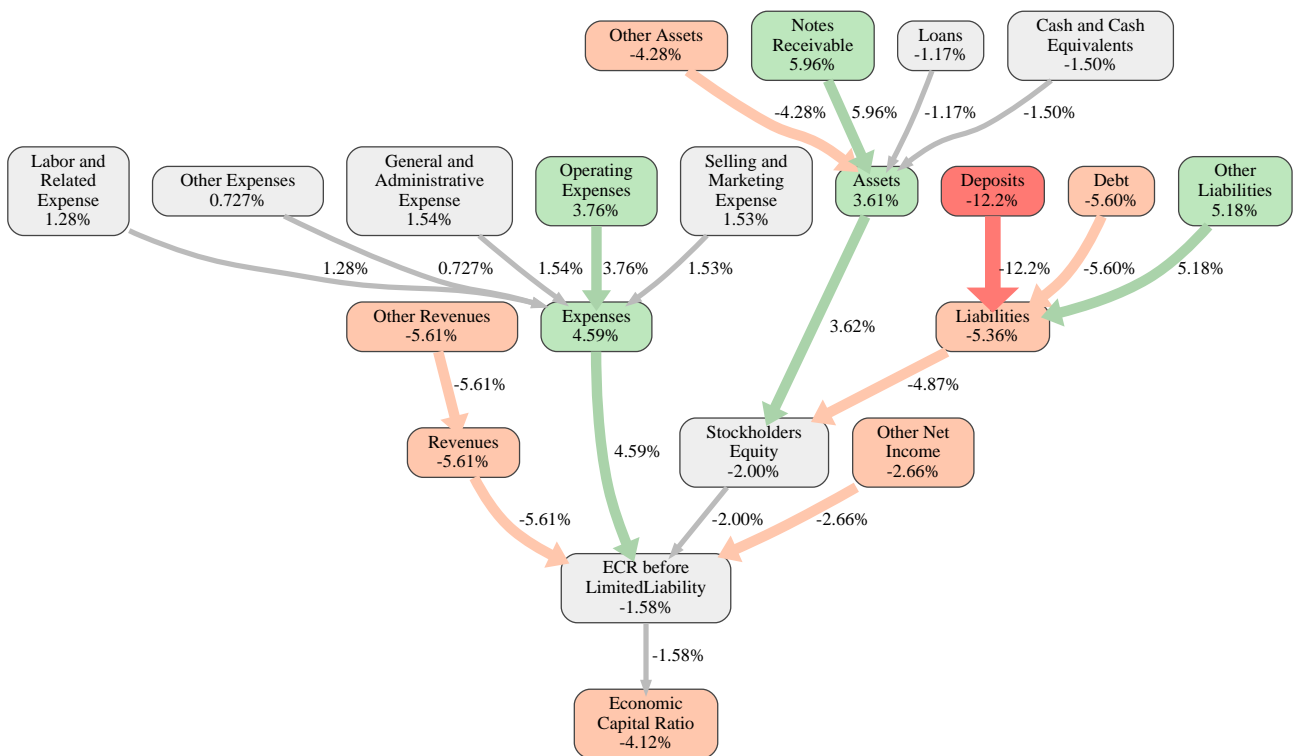 Other Assets
-4.28%
Notes
Receivable
5.96%
Loans
-1.17%
Cash and Cash
Equivalents
-1.50%
-4.28%
5.96%
-1.17%
-1.50%
Labor and
Related
Expense
1.28%
Other Expenses
0.727%
General and
Administrative
Expense
1.54%
Operating
Expenses
3.76%
Selling and
Marketing
Expense
1.53%
Assets
3.61%
Deposits
-12.2%
Debt
-5.60%
Other
Liabilities
5.18%
1.28%
0.727%
1.54%
3.76%
1.53%
-12.2%
-5.60%
5.18%
Other Revenues
-5.61%
Expenses
4.59%
Liabilities
-5.36%
3.62%
-5.61%
-4.87%
Revenues
-5.61%
4.59%
Stockholders
Equity
-2.00%
Other Net
Income
-2.66%
-5.61%
-2.00%
-2.66%
ECR before
LimitedLiability
-1.58%
-1.58%
Economic
Capital Ratio
-4.12%